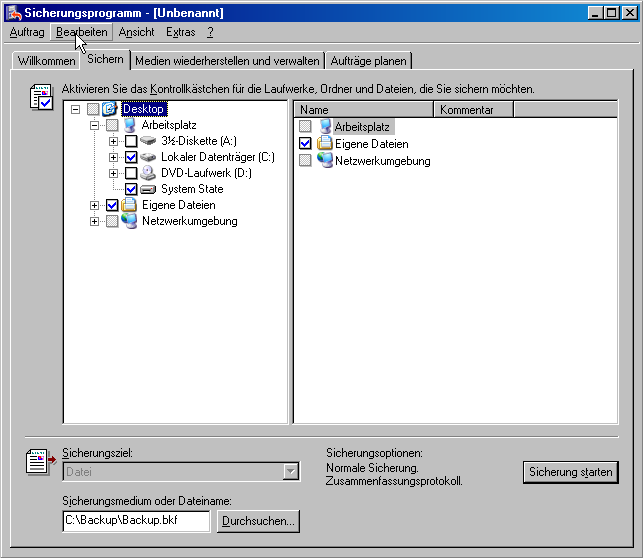 Sicherungsprogramm - [Unbenannt]
Auftrag Bearbeiten Ansicht Extras ?
Willkommen Sichern Medien wiederherstellen und verwalten Aufträge planen
Aktivieren Sie das Kontrollkästchen für die Laufwerke, Ordner und Dateien, die Sie sichern möchten.
Desktop
Arbeitsplatz
3½-Diskette (A:)
Lokaler Datenträger (C:)
DVD-Laufwerk (D:)
System State
Eigene Dateien
Netzwerkumgebung
Name Kommentar
Arbeitsplatz
Eigene Dateien
Netzwerkumgebung
Sicherungsziel:
Datei
Sicherungsmedium oder Dateiname:
C:\Backup\Backup.bkf Durchsuchen...
Sicherungsoptionen:
Normale Sicherung.
Zusammenfassungsprotokoll.
Sicherung starten